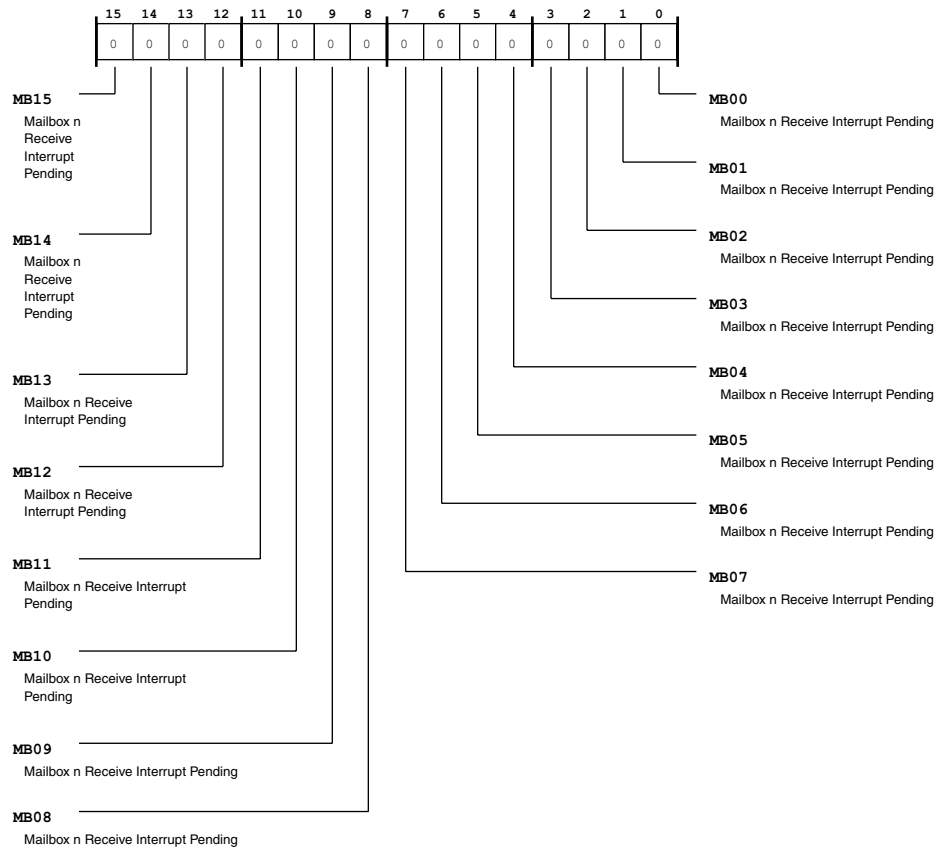 15 14 13 12 11 10 9 8 7 6 5 4 3 2 1 0
0 0 0 0 0 0 0 0 0 0 0 0 0 0 0 0
MB15
Mailbox n
Receive
Interrupt
Pending
MB14
Mailbox n
Receive
Interrupt
Pending
MB13
Mailbox n Receive
Interrupt Pending
MB12
Mailbox n Receive
Interrupt Pending
MB11
Mailbox n Receive Interrupt
Pending
MB10
Mailbox n Receive Interrupt
Pending
MB09
Mailbox n Receive Interrupt Pending
MB08
Mailbox n Receive Interrupt Pending
MB00
Mailbox n Receive Interrupt Pending
MB01
Mailbox n Receive Interrupt Pending
MB02
Mailbox n Receive Interrupt Pending
MB03
Mailbox n Receive Interrupt Pending
MB04
Mailbox n Receive Interrupt Pending
MB05
Mailbox n Receive Interrupt Pending
MB06
Mailbox n Receive Interrupt Pending
MB07
Mailbox n Receive Interrupt Pending